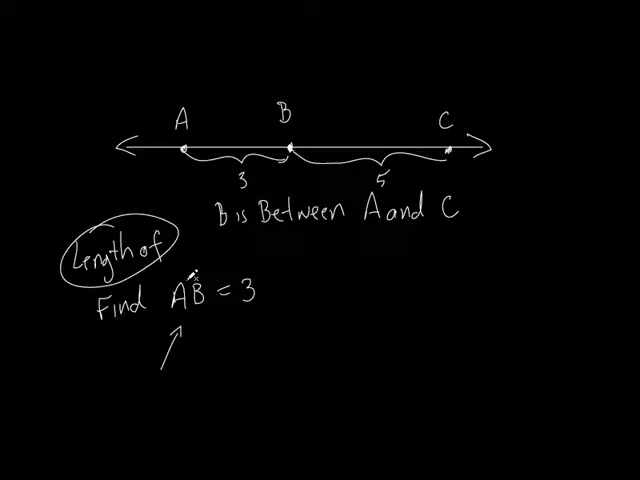 A B C
3 5
B is Between A and C
Length of
Find AB = 3